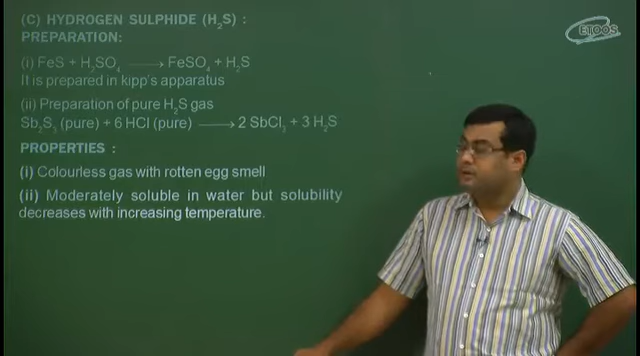 ETOOS
(C) HYDROGEN SULPHIDE (H₂S) :
PREPARATION:
(i) FeS + H₂SO₄ ⟶ FeSO₄ + H₂S
It is prepared in kipp's apparatus
(ii) Preparation of pure H₂S gas
Sb₂S₃ (pure) + 6 HCl (pure) ⟶ 2 SbCl₃ + 3 H₂S
PROPERTIES :
(i) Colourless gas with rotten egg smell
(ii) Moderately soluble in water but solubility
decreases with increasing temperature.